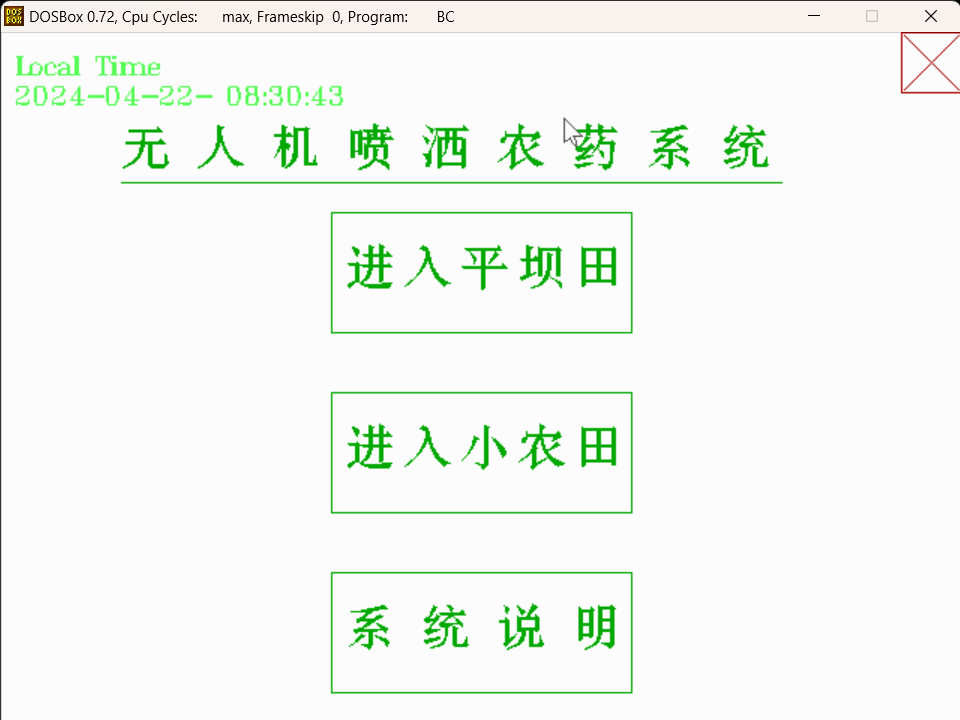 DOSBox 0.72, Cpu Cycles: max, Frameskip 0, Program: BC
Local Time
2024-04-22- 08:30:43
无人机喷洒农药系统
进入平坝田
进入小农田
系统说明